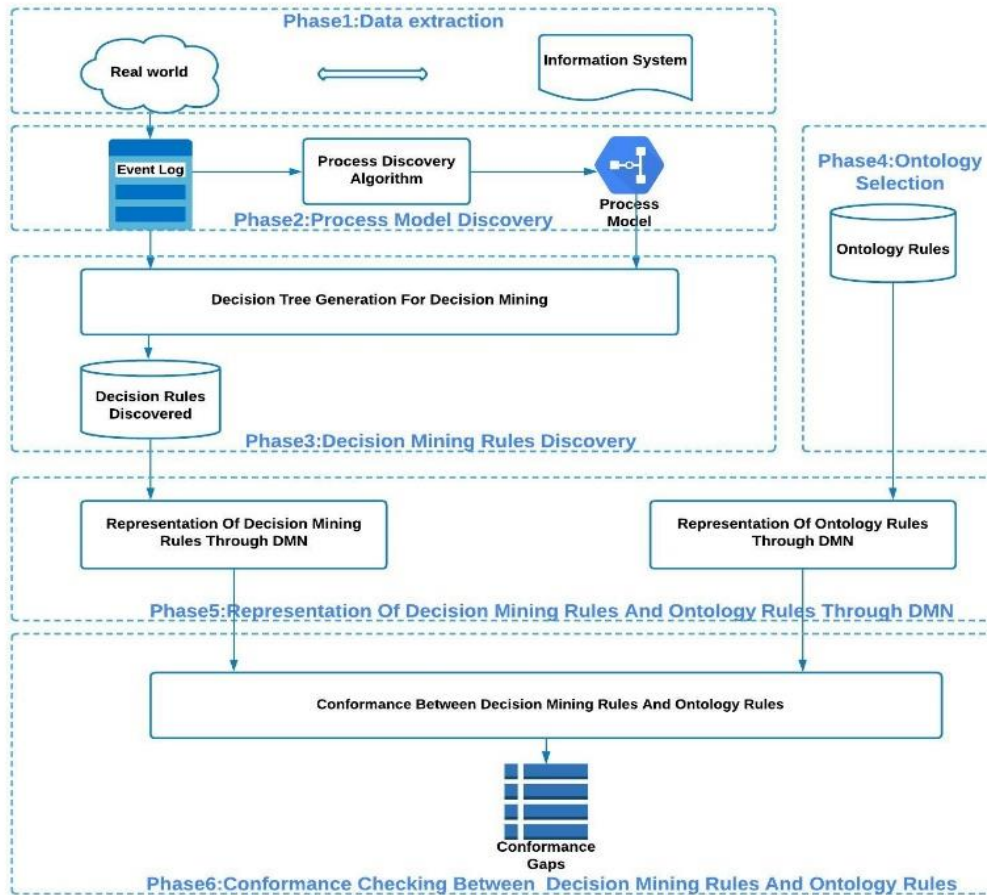 Phase1:Data extraction
Real world
Information System
Event Log
Process Discovery
Algorithm
Process
Model
Phase2:Process Model Discovery
Phase4:Ontology
Selection
Ontology Rules
Decision Tree Generation For Decision Mining
Decision Rules
Discovered
Phase3:Decision Mining Rules Discovery
Representation Of Decision Mining
Rules Through DMN
Representation Of Ontology Rules
Through DMN
Phase5:Representation Of Decision Mining Rules And Ontology Rules Through DMN
Conformance Between Decision Mining Rules And Ontology Rules
Conformance
Gaps
Phase6:Conformance Checking Between Decision Mining Rules And Ontology Rules